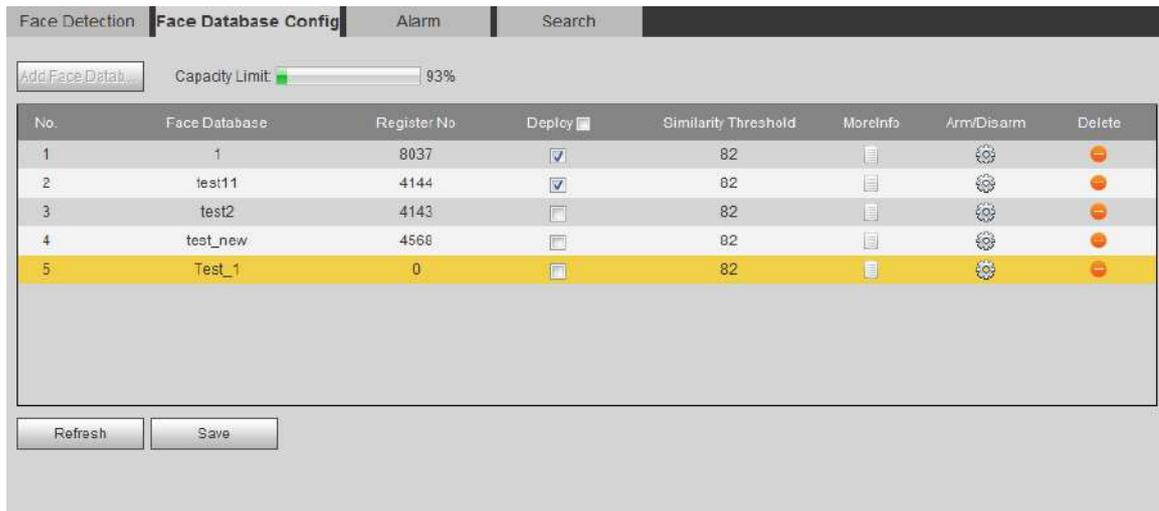 Face Detection Face Database Config Alarm Search
Add Face Datab... Capacity Limit: 93%
No. Face Database Register No Deploy Similarity Threshold MoreInfo Arm/Disarm Delete
1 1 8037 82
2 test11 4144 82
3 test2 4143 82
4 test_new 4568 82
5 Test_1 0 82
Refresh Save